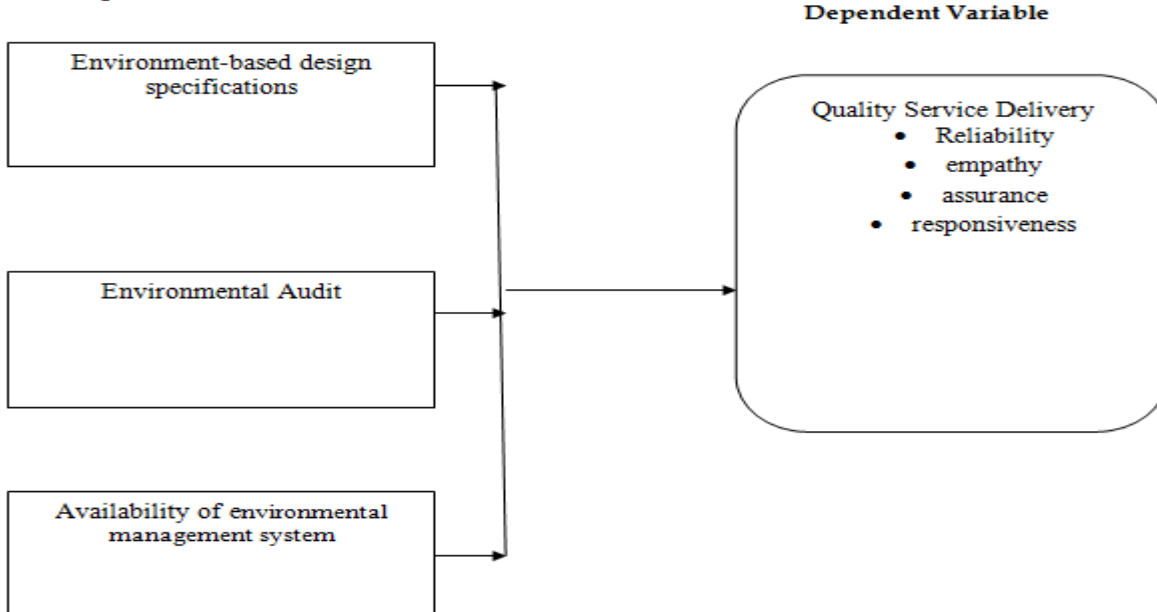 Dependent Variable
Environment-based design
specifications
Environmental Audit
Availability of environmental
management system
Quality Service Delivery
• Reliability
• empathy
• assurance
• responsiveness